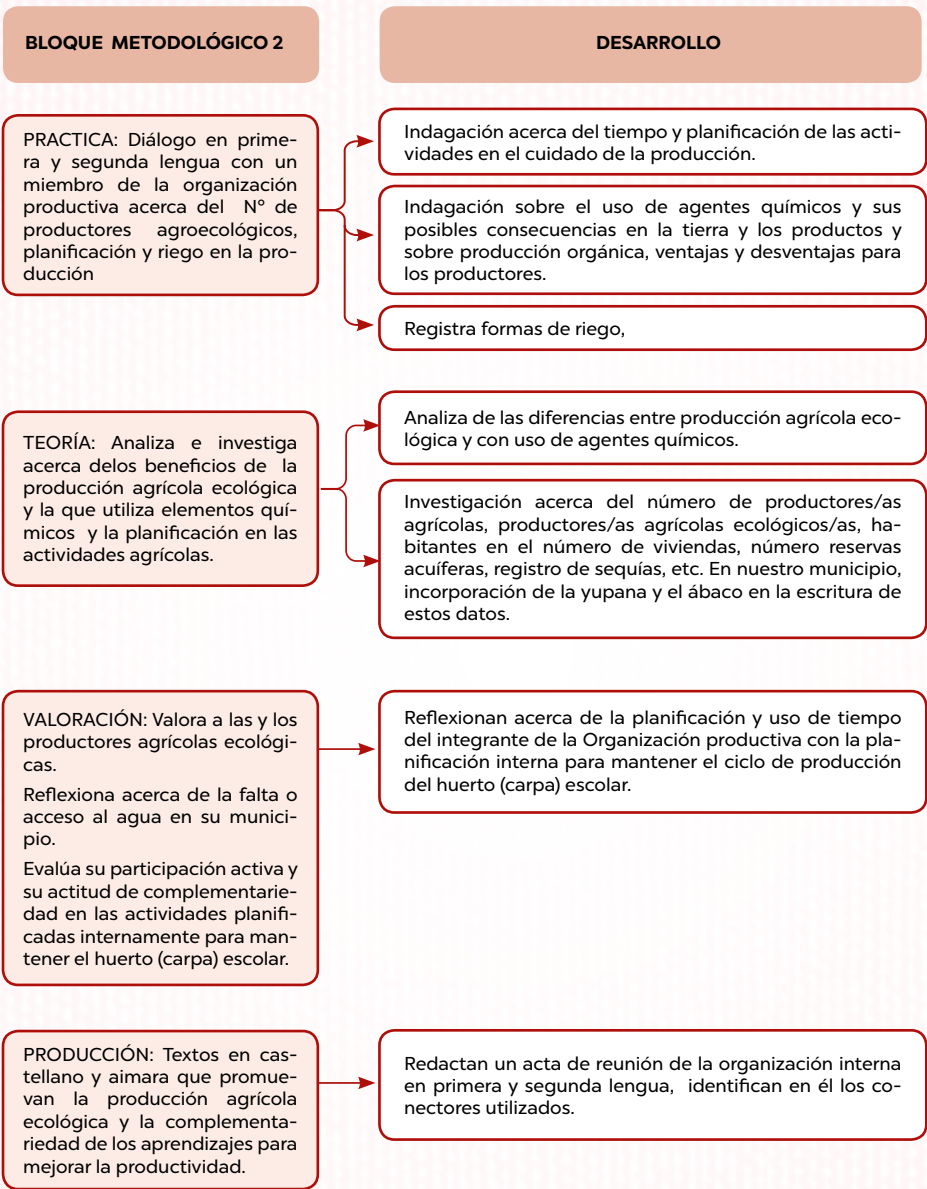 BLOQUE METODOLÓGICO 2
DESARROLLO
PRACTICA: Diálogo en prime-
ra y segunda lengua con un
miembro de la organización
productiva acerca del N° de
productores agroecológicos,
planificación y riego en la pro-
ducción
Indagación acerca del tiempo y planificación de las acti-
vidades en el cuidado de la producción.
Indagación sobre el uso de agentes químicos y sus
posibles consecuencias en la tierra y los productos y
sobre producción orgánica, ventajas y desventajas para
los productores.
Registra formas de riego,
TEORÍA: Analiza e investiga
acerca delos beneficios de la
producción agrícola ecológica
y la que utiliza elementos quí-
micos y la planificación en las
actividades agrícolas.
Analiza de las diferencias entre producción agrícola eco-
lógica y con uso de agentes químicos.
Investigación acerca del número de productores/as
agrícolas, productores/as agrícolas ecológicos/as, ha-
bitantes en el número de viviendas, número reservas
acuíferas, registro de sequías, etc. En nuestro municipio,
incorporación de la yupana y el ábaco en la escritura de
estos datos.
VALORACIÓN: Valora a las y los
productores agrícolas ecológi-
cas.
Reflexiona acerca de la falta o
acceso al agua en su munici-
pio.
Evalúa su participación activa y
su actitud de complementarie-
dad en las actividades planifi-
cadas internamente para man-
tener el huerto (carpa) escolar.
Reflexionan acerca de la planificación y uso de tiempo
del integrante de la Organización productiva con la pla-
nificación interna para mantener el ciclo de producción
del huerto (carpa) escolar.
PRODUCCIÓN: Textos en cas-
tellano y aimara que promue-
van la producción agrícola
ecológica y la complementa-
riedad de los aprendizajes para
mejorar la productividad.
Redactan un acta de reunión de la organización interna
en primera y segunda lengua, identifican en él los co-
nectores utilizados.